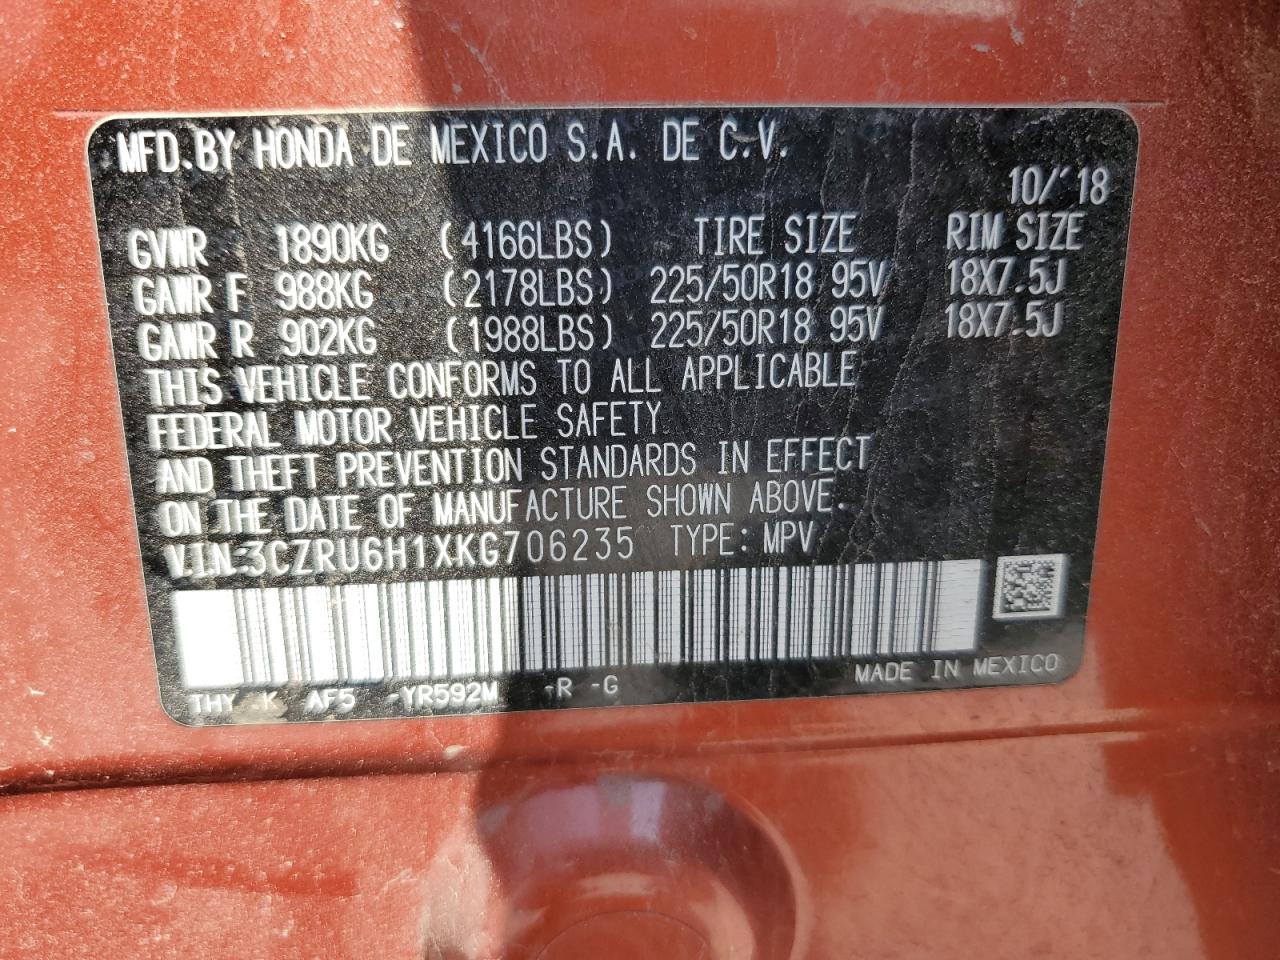 MFD.BY HONDA DE MEXICO S.A. DE C.V.
10/'18
GVWR 1890KG (4166LBS) TIRE SIZE RIM SIZE
GAWR F 988KG (2178LBS) 225/50R18 95V 18X7.5J
GAWR R 902KG (1988LBS) 225/50R18 95V 18X7.5J
THIS VEHICLE CONFORMS TO ALL APPLICABLE
FEDERAL MOTOR VEHICLE SAFETY
AND THEFT PREVENTION STANDARDS IN EFFECT
ON THE DATE OF MANUFACTURE SHOWN ABOVE.
V.I.N.3CZRU6H1XKG706235 TYPE: MPV
THY K AF5 -YR592M -R -G MADE IN MEXICO